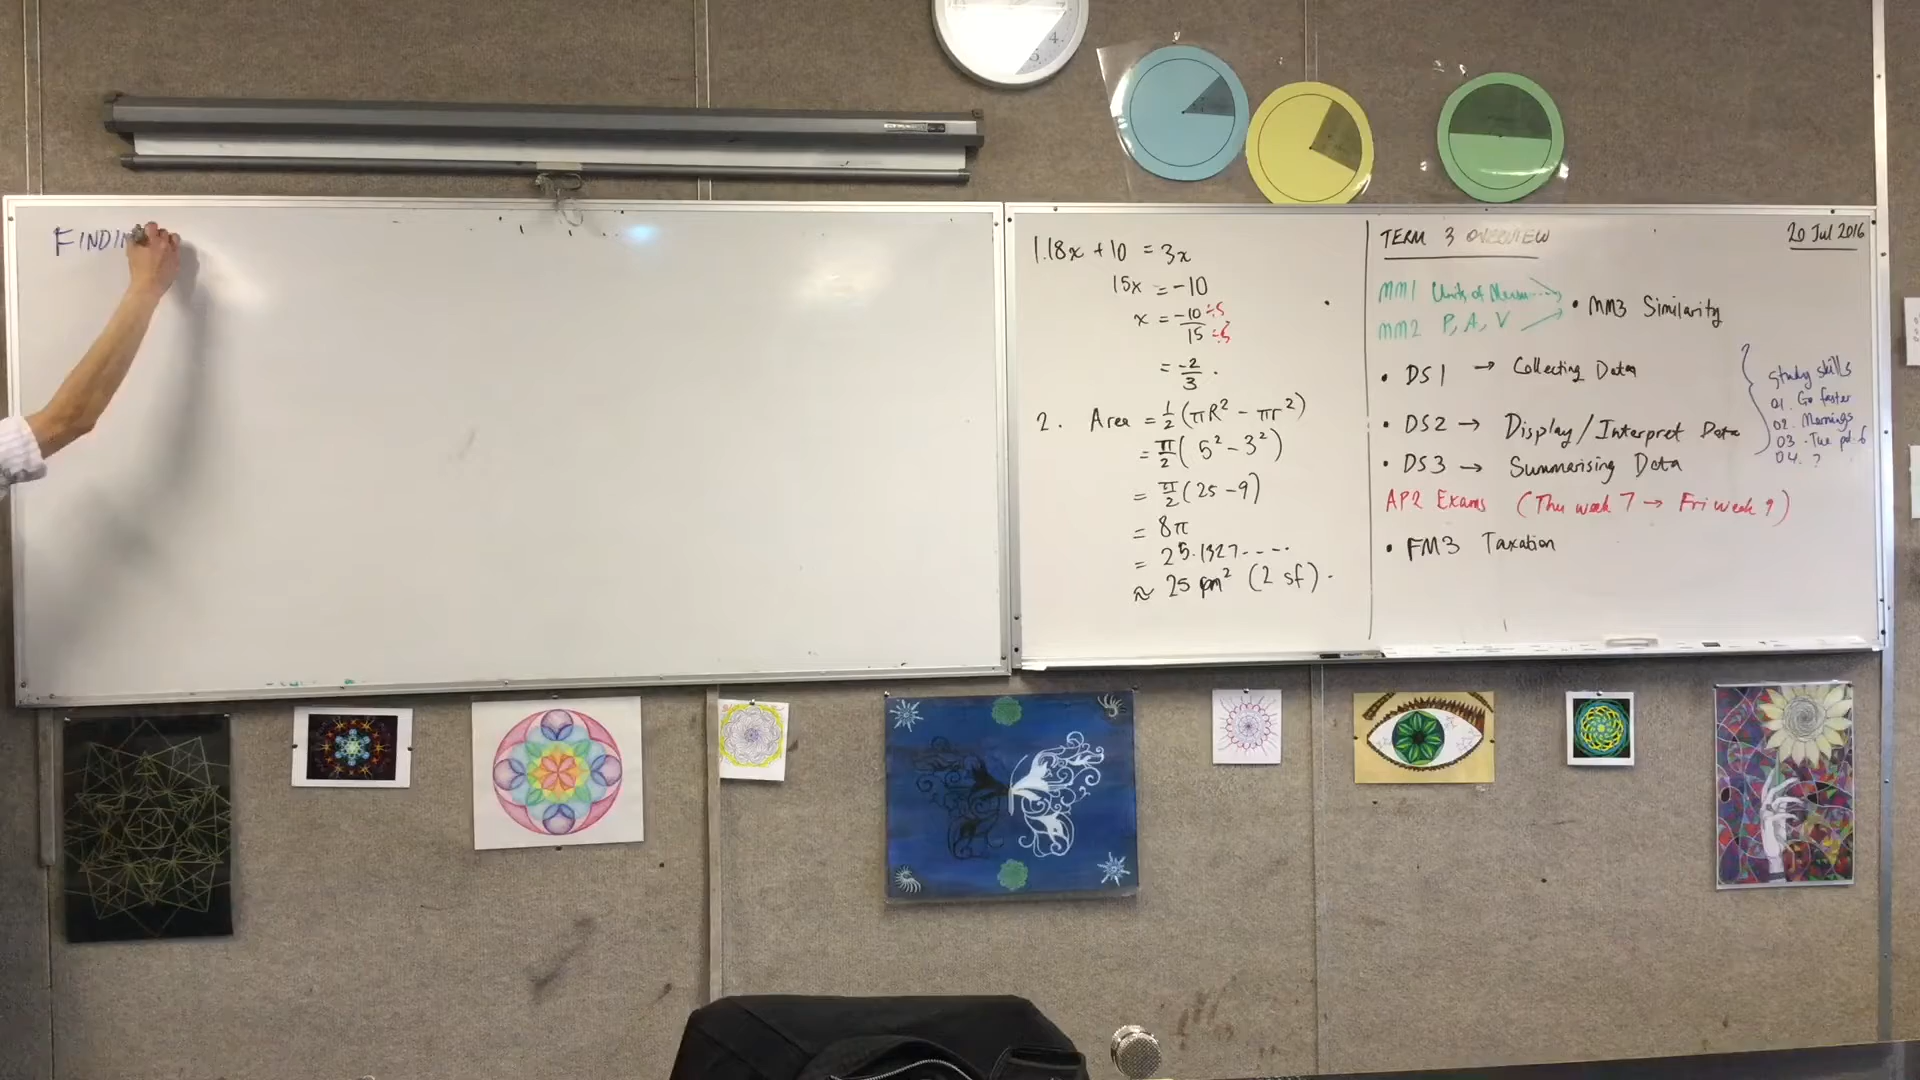 FINDIN
1. 18x + 10 = 3x
15x = -10
x = -10 ÷5
15 ÷5
= -2
3 .
2. Area = 1/2 (πR² - πr²)
= π/2 ( 5² - 3² )
= π/2 (25 - 9)
= 8π
= 25.1327....
≈ 25 m² (2 sf).
TERM 3 OVERVIEW
20 Jul 2016
MM1 Units of
MM2 P, A, V
• MM3 Similarity
• DS1 → Collecting Data
• DS2 → Display/Interpret Data
• DS3 → Summarising Data
AP2 Exams (Thu week 7 → Fri week 9)
• FM3 Taxation
Study skills
01. Go faster
02. Mornings
03. The
04. ?